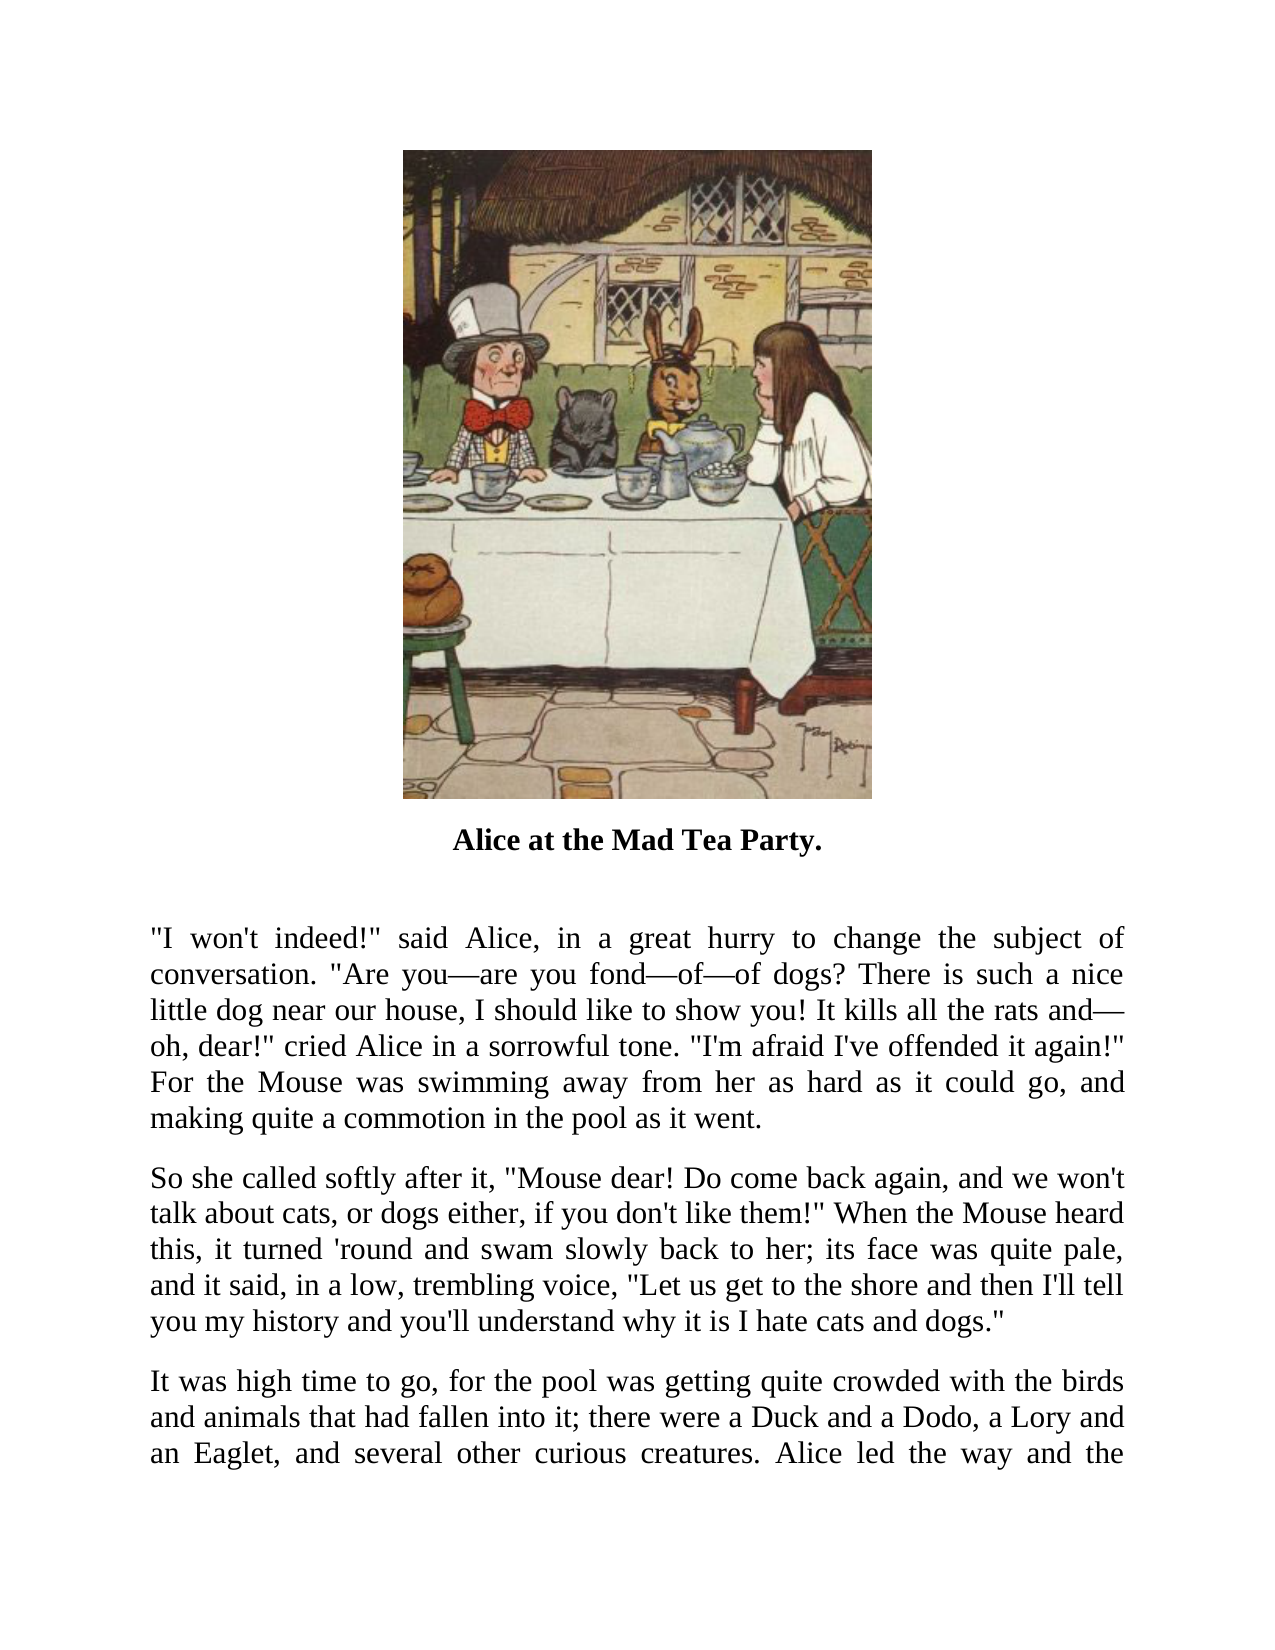 Alice at the Mad Tea Party.
"I won't indeed!" said Alice, in a great hurry to change the subject of
conversation. "Are you—are you fond—of—of dogs? There is such a nice
little dog near our house, I should like to show you! It kills all the rats and—
oh, dear!" cried Alice in a sorrowful tone. "I'm afraid I've offended it again!"
For the Mouse was swimming away from her as hard as it could go, and
making quite a commotion in the pool as it went.
So she called softly after it, "Mouse dear! Do come back again, and we won't
talk about cats, or dogs either, if you don't like them!" When the Mouse heard
this, it turned 'round and swam slowly back to her; its face was quite pale,
and it said, in a low, trembling voice, "Let us get to the shore and then I'll tell
you my history and you'll understand why it is I hate cats and dogs."
It was high time to go, for the pool was getting quite crowded with the birds
and animals that had fallen into it; there were a Duck and a Dodo, a Lory and
an Eaglet, and several other curious creatures. Alice led the way and the